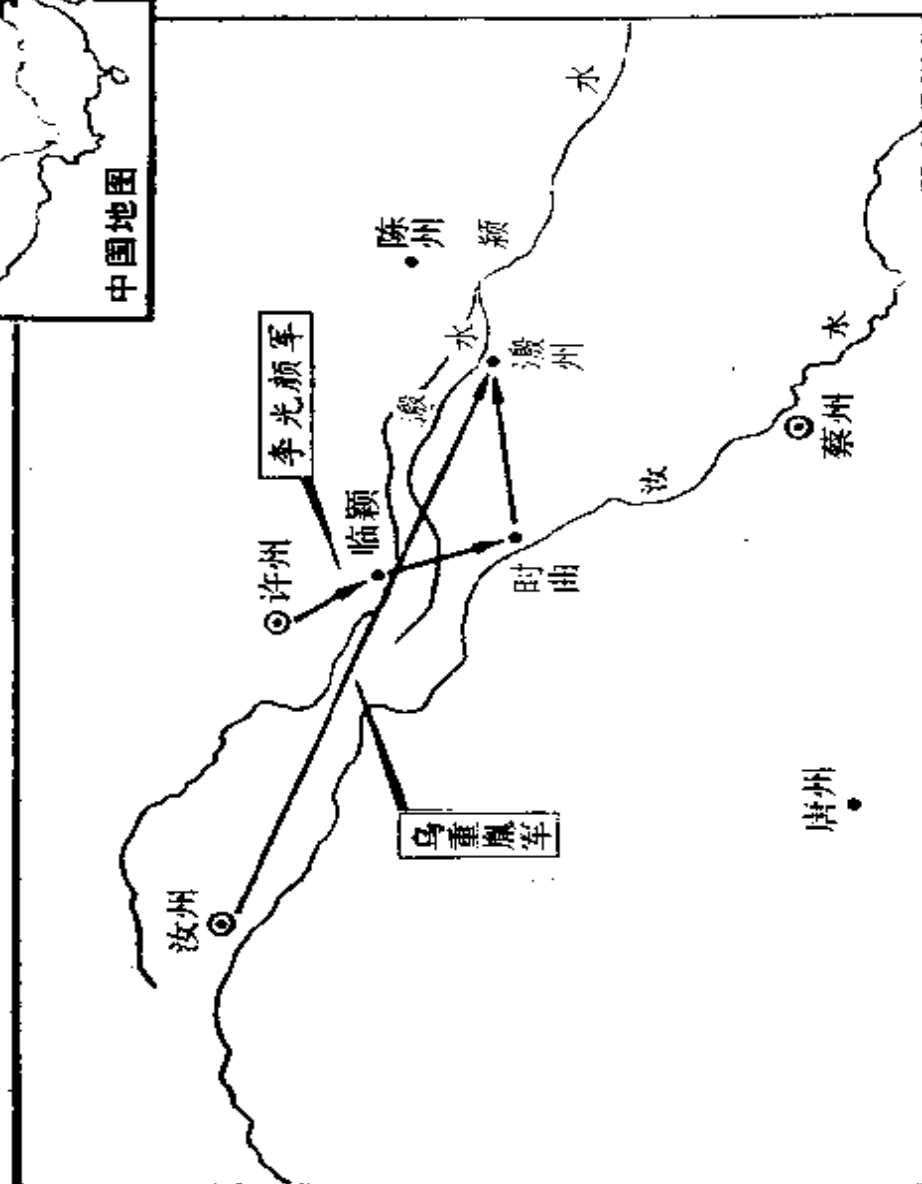 中国地图
水
陈州
颍
李光颜军
水
溵
溵州
水
临颍
许州
蔡州
汝
时曲
乌重胤军
唐州
汝州